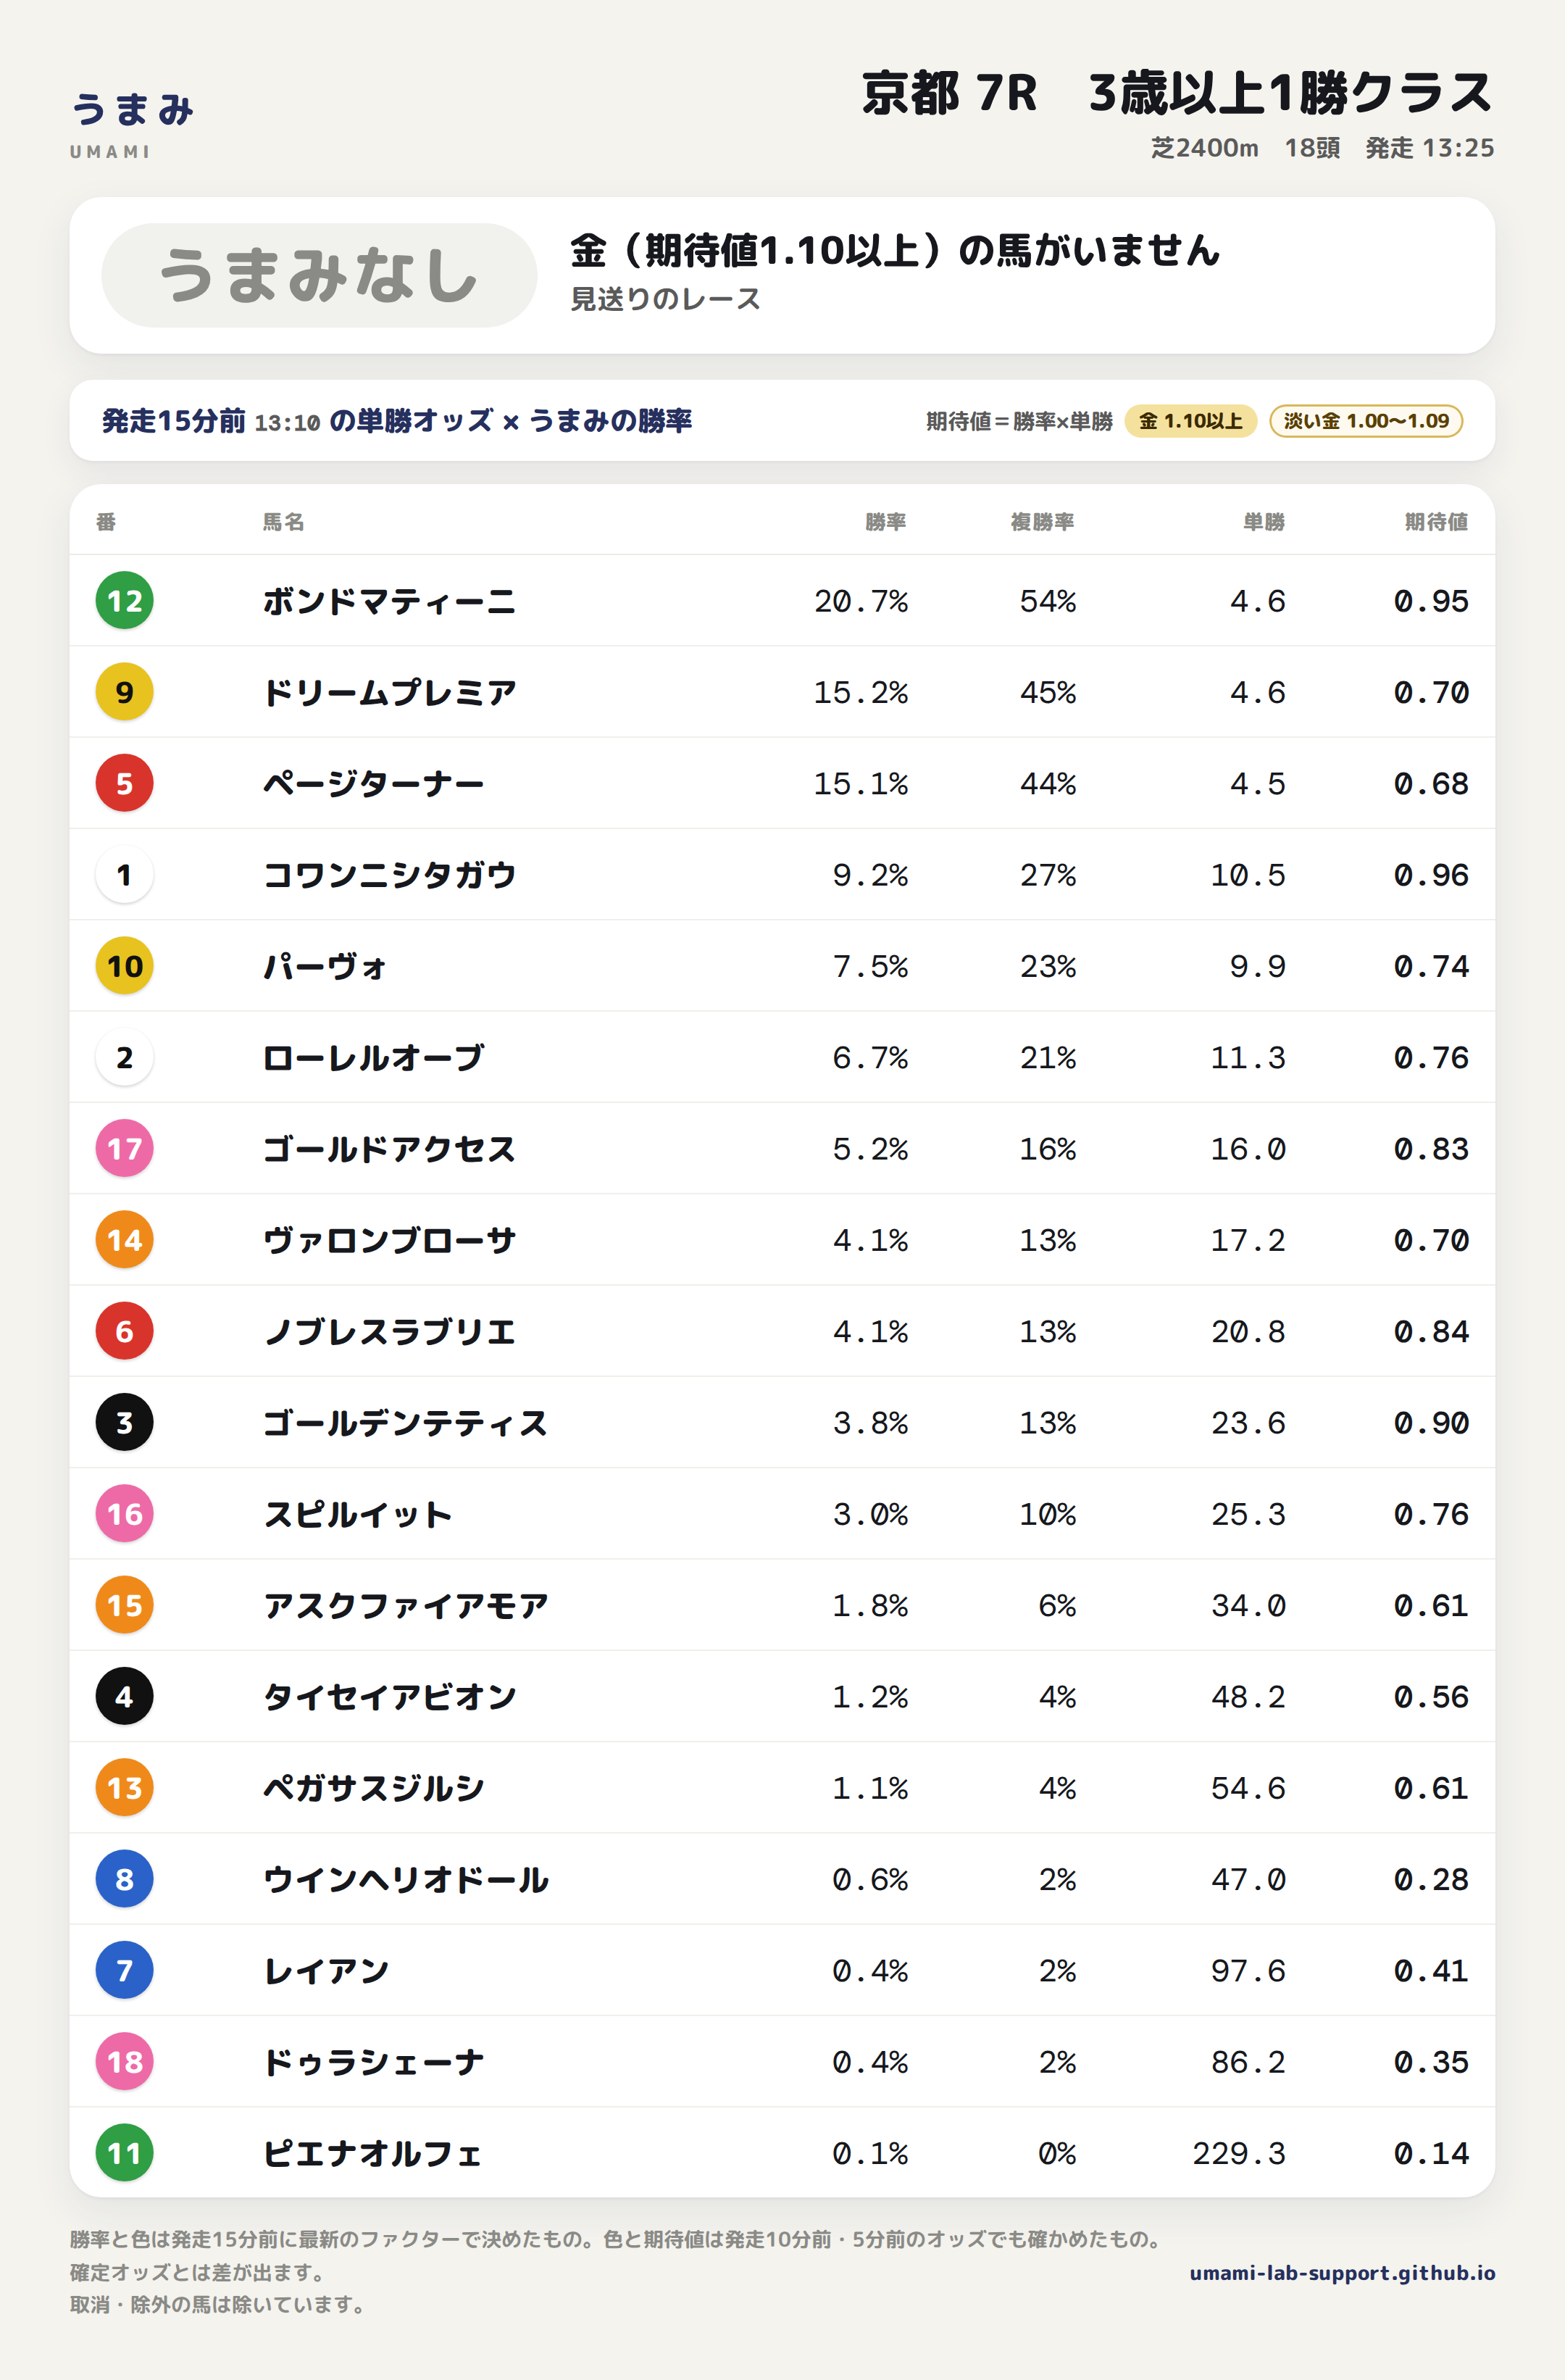 うまみ
UMAMI
京都 7R 3歳以上1勝クラス
芝2400m 18頭 発走 13:25
うまみなし
金（期待値1.10以上）の馬がいません
見送りのレース
発走15分前 13:10 の単勝オッズ × うまみの勝率
期待値＝勝率×単勝 金 1.10以上 淡い金 1.00〜1.09
番 馬名 勝率 複勝率 単勝 期待値
12 ボンドマティーニ 20.7% 54% 4.6 0.95
9 ドリームプレミア 15.2% 45% 4.6 0.70
5 ページターナー 15.1% 44% 4.5 0.68
1 コワンニシタガウ 9.2% 27% 10.5 0.96
10 パーヴォ 7.5% 23% 9.9 0.74
2 ローレルオーブ 6.7% 21% 11.3 0.76
17 ゴールドアクセス 5.2% 16% 16.0 0.83
14 ヴァロンブローサ 4.1% 13% 17.2 0.70
6 ノブレスラブリエ 4.1% 13% 20.8 0.84
3 ゴールデンテティス 3.8% 13% 23.6 0.90
16 スピルイット 3.0% 10% 25.3 0.76
15 アスクファイアモア 1.8% 6% 34.0 0.61
4 タイセイアビオン 1.2% 4% 48.2 0.56
13 ペガサスジルシ 1.1% 4% 54.6 0.61
8 ウインヘリオドール 0.6% 2% 47.0 0.28
7 レイアン 0.4% 2% 97.6 0.41
18 ドゥラシェーナ 0.4% 2% 86.2 0.35
11 ピエナオルフェ 0.1% 0% 229.3 0.14
勝率と色は発走15分前に最新のファクターで決めたもの。色と期待値は発走10分前・5分前のオッズでも確かめたもの。
確定オッズとは差が出ます。
取消・除外の馬は除いています。
umami-lab-support.github.io